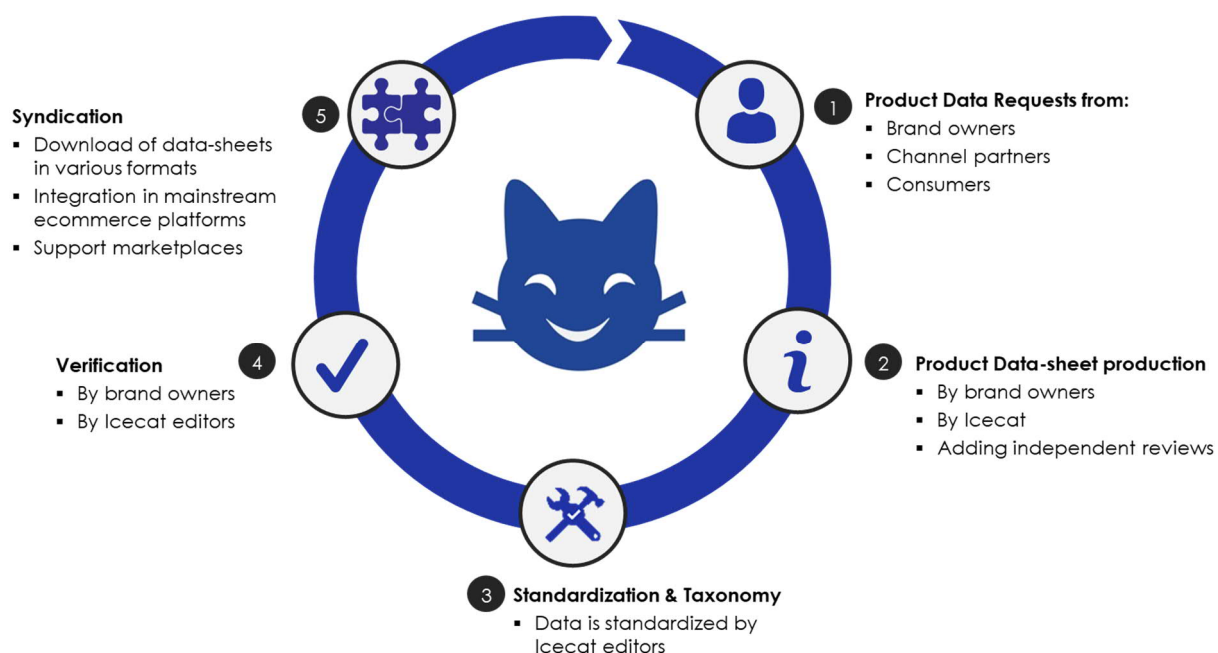 1
Product Data Requests from:
▪ Brand owners
▪ Channel partners
▪ Consumers
2
Product Data-sheet production
▪ By brand owners
▪ By Icecat
▪ Adding independent reviews
3
Standardization & Taxonomy
▪ Data is standardized by
Icecat editors
4
Verification
▪ By brand owners
▪ By Icecat editors
5
Syndication
▪ Download of data-sheets
in various formats
▪ Integration in mainstream
ecommerce platforms
▪ Support marketplaces
i